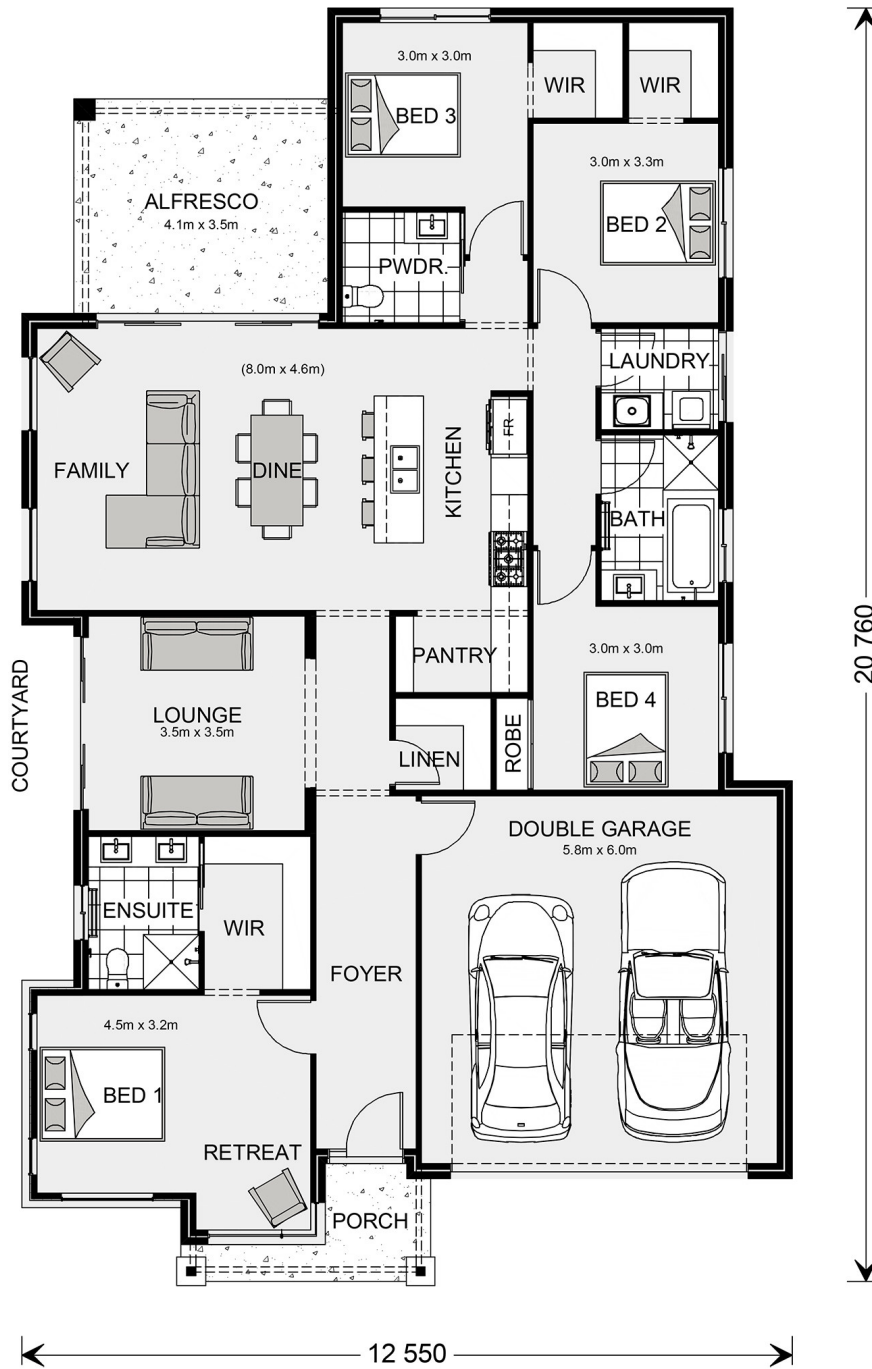 3.0m x 3.0m
BED 3
WIR
WIR
3.0m x 3.3m
BED 2
ALFRESCO
4.1m x 3.5m
PWDR.
(8.0m x 4.6m)
LAUNDRY
FAMILY
DINE
KITCHEN
FR
BATH
PANTRY
3.0m x 3.0m
BED 4
COURTYARD
LOUNGE
3.5m x 3.5m
LINEN
ROBE
DOUBLE GARAGE
5.8m x 6.0m
ENSUITE
WIR
FOYER
4.5m x 3.2m
BED 1
RETREAT
PORCH
20 760
12 550